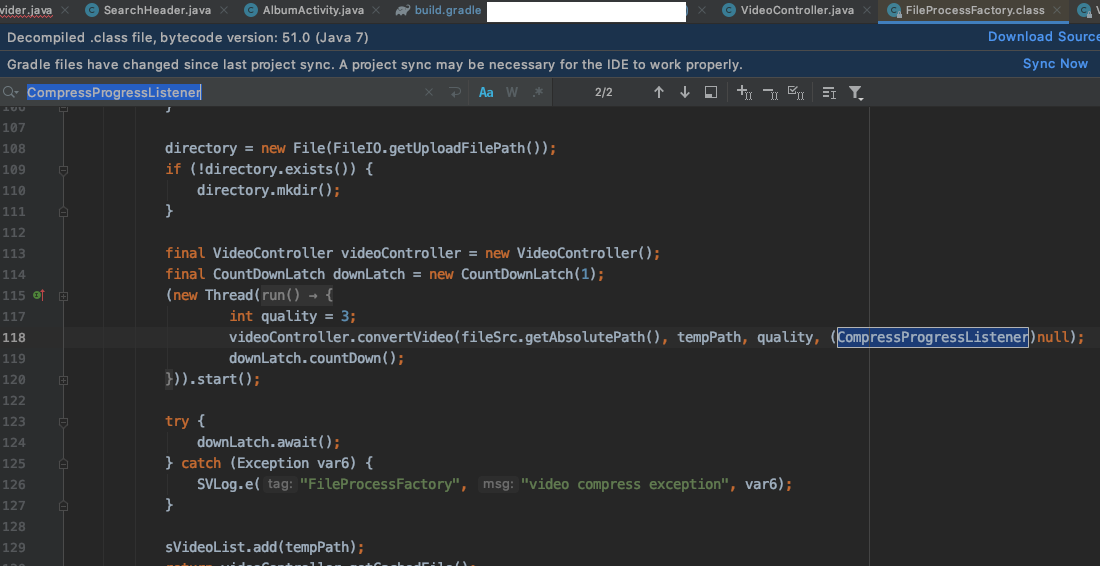 vider.java SearchHeader.java AlbumActivity.java build.gradle VideoController.java FileProcessFactory.class
Decompiled .class file, bytecode version: 51.0 (Java 7) Download Source
Gradle files have changed since last project sync. A project sync may be necessary for the IDE to work properly. Sync Now
CompressProgressListener Aa W .* 2/2
106 }
107
108 directory = new File(FileIO.getUploadFilePath());
109 if (!directory.exists()) {
110 directory.mkdir();
111 }
112
113 final VideoController videoController = new VideoController();
114 final CountDownLatch downLatch = new CountDownLatch(1);
115 (new Thread(run() → {
117 int quality = 3;
118 videoController.convertVideo(fileSrc.getAbsolutePath(), tempPath, quality, (CompressProgressListener)null);
119 downLatch.countDown();
120 })).start();
122
123 try {
124 downLatch.await();
125 } catch (Exception var6) {
126 SVLog.e( tag: "FileProcessFactory", msg: "video compress exception", var6);
127 }
128
129 sVideoList.add(tempPath);
return videoController.getCachedFile();